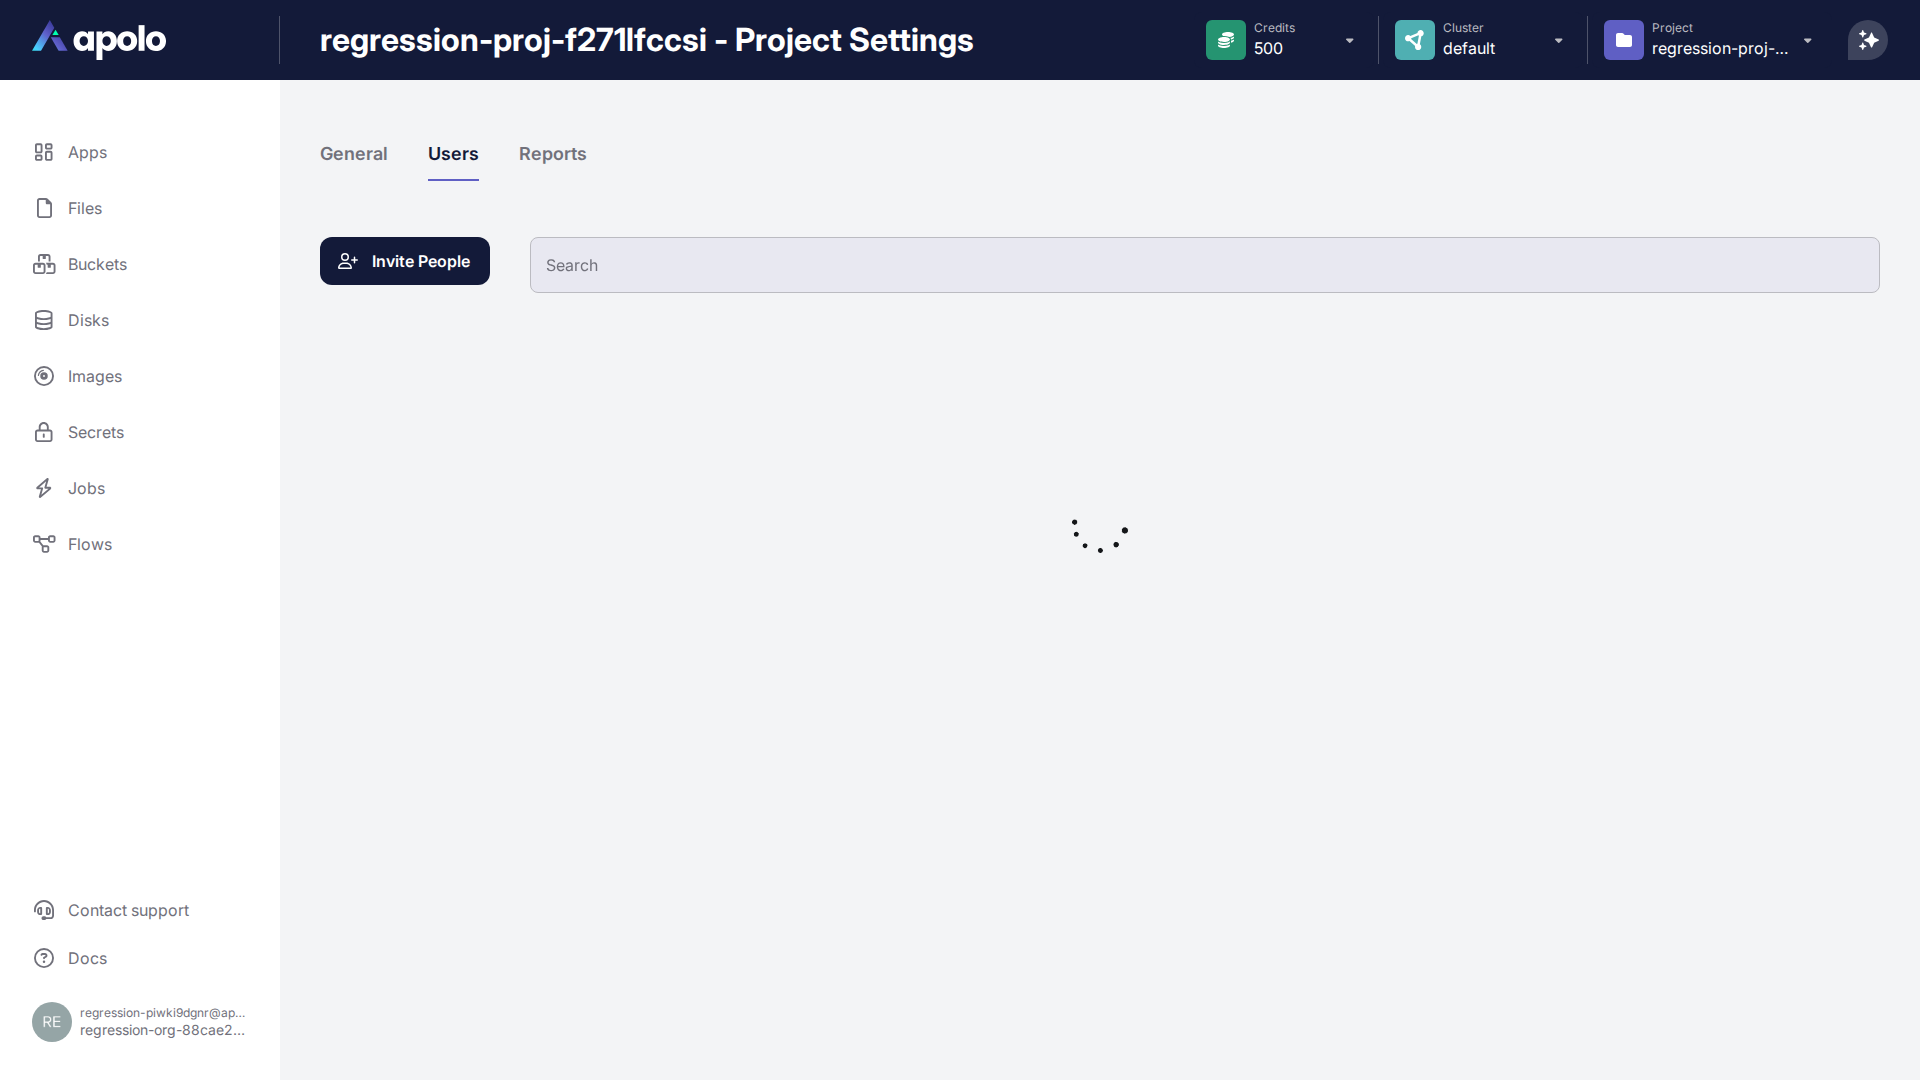 apolo
regression-proj-f271lfccsi - Project Settings
Credits
500
Cluster
default
Project
regression-proj-...
Apps
Files
Buckets
Disks
Images
Secrets
Jobs
Flows
General
Users
Reports
Invite People
Search
Contact support
Docs
RE
regression-piwki9dgnr@ap...
regression-org-88cae2...